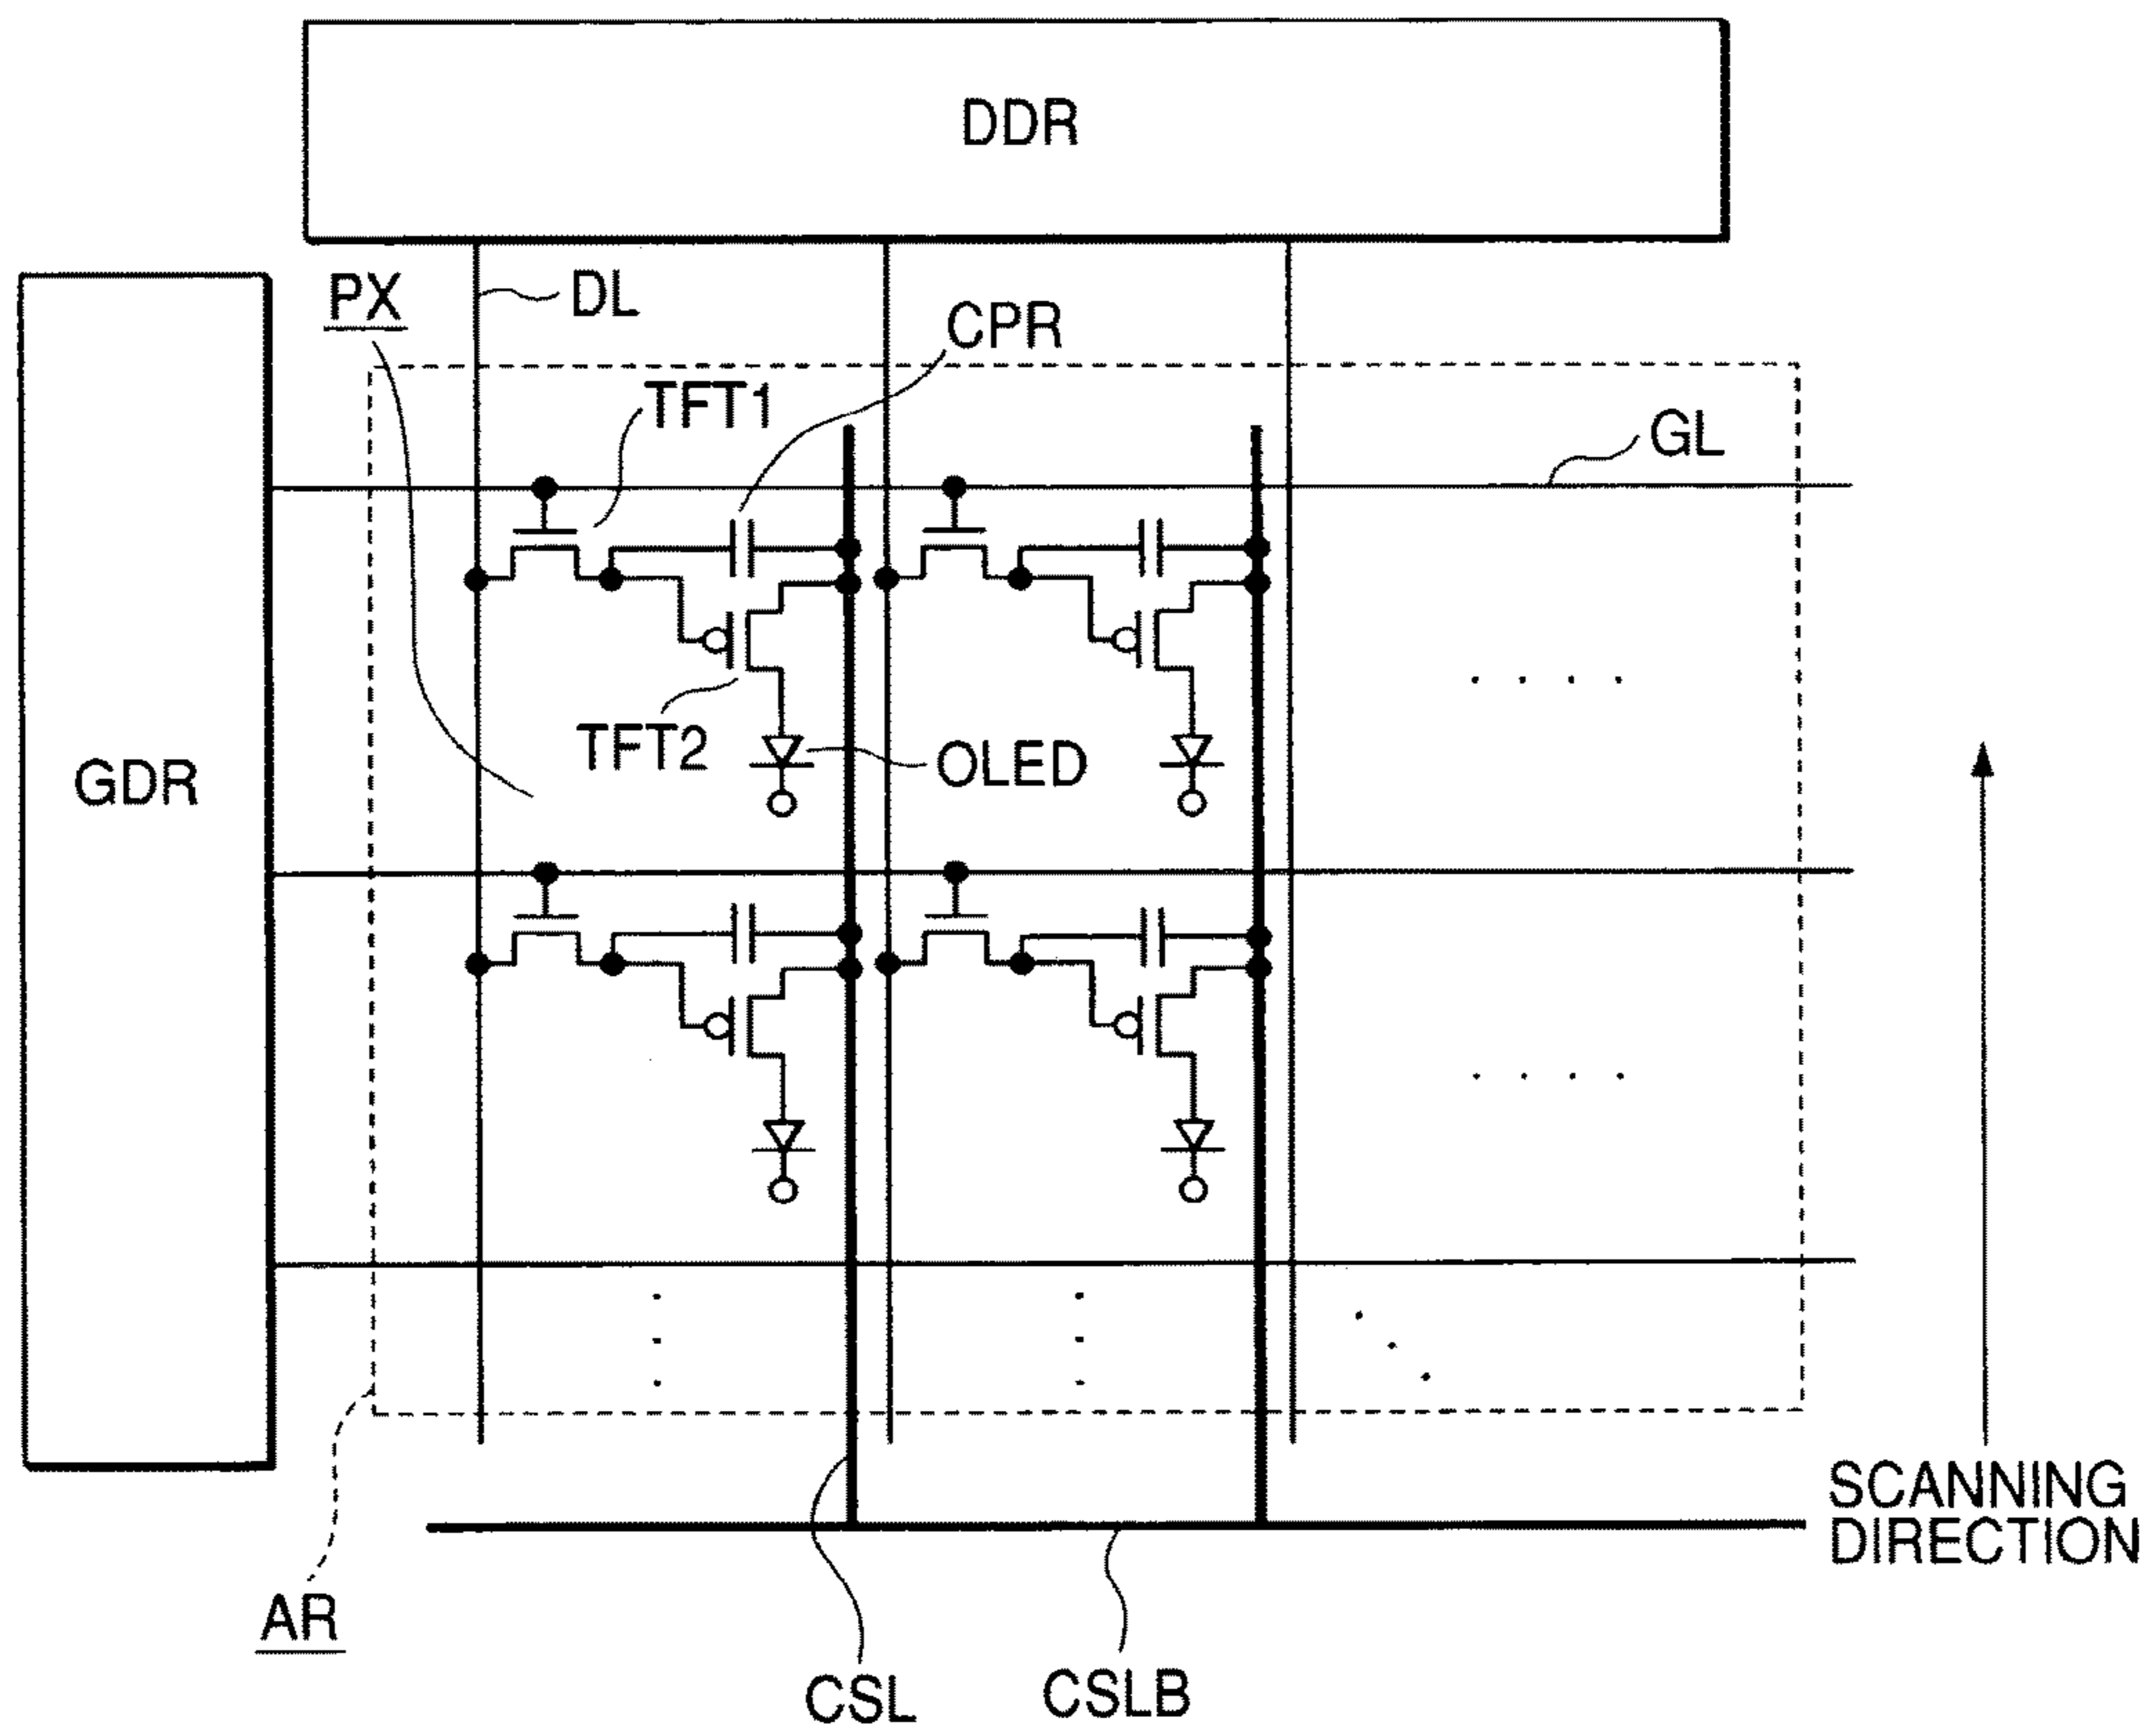 DDR
PX
DL
CPR
TFT1
GL
TFT2
OLED
GDR
SCANNING
DIRECTION
AR
CSL
CSLB